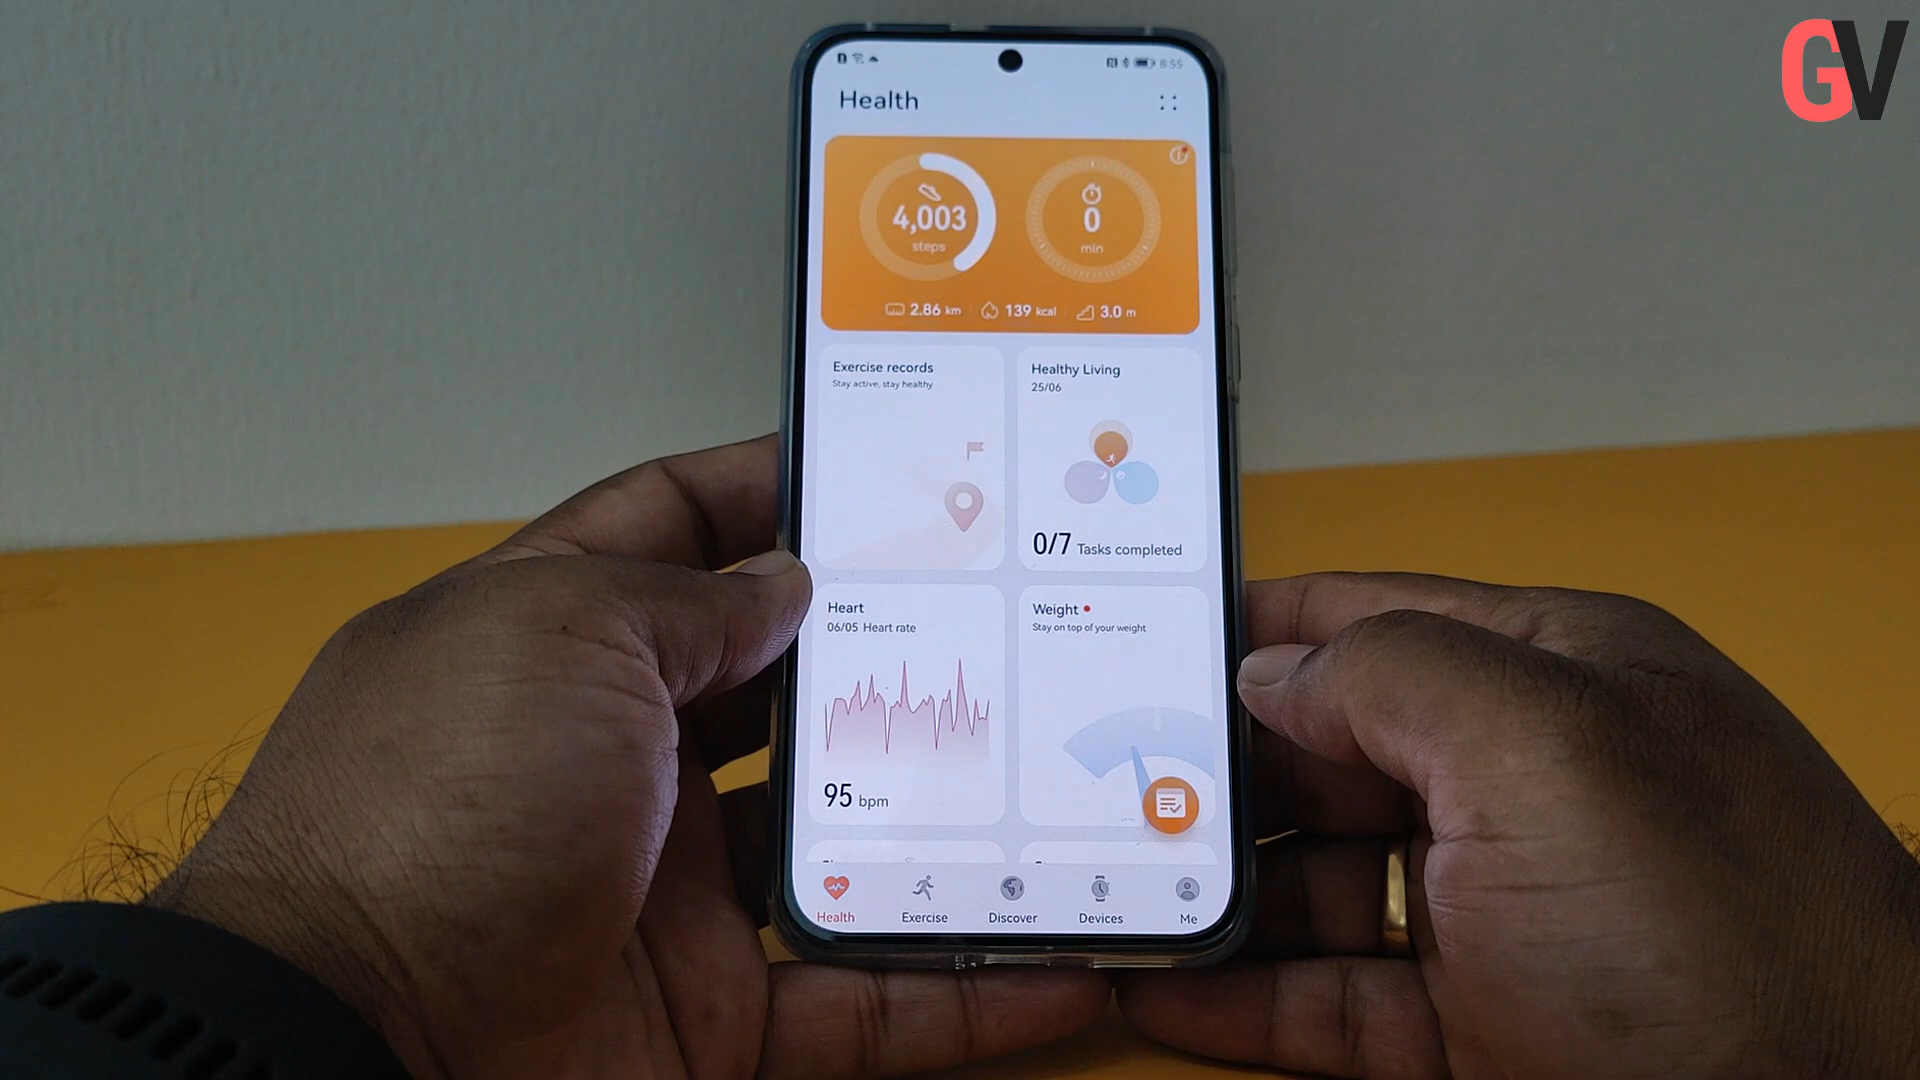 GV
8:55
Health
4,003
steps
0
min
2.86 km
139 kcal
3.0 m
Exercise records
Stay active, stay healthy
Healthy Living
25/06
0/7 Tasks completed
Heart
06/05 Heart rate
95 bpm
Weight
Stay on top of your weight
Health
Exercise
Discover
Devices
Me